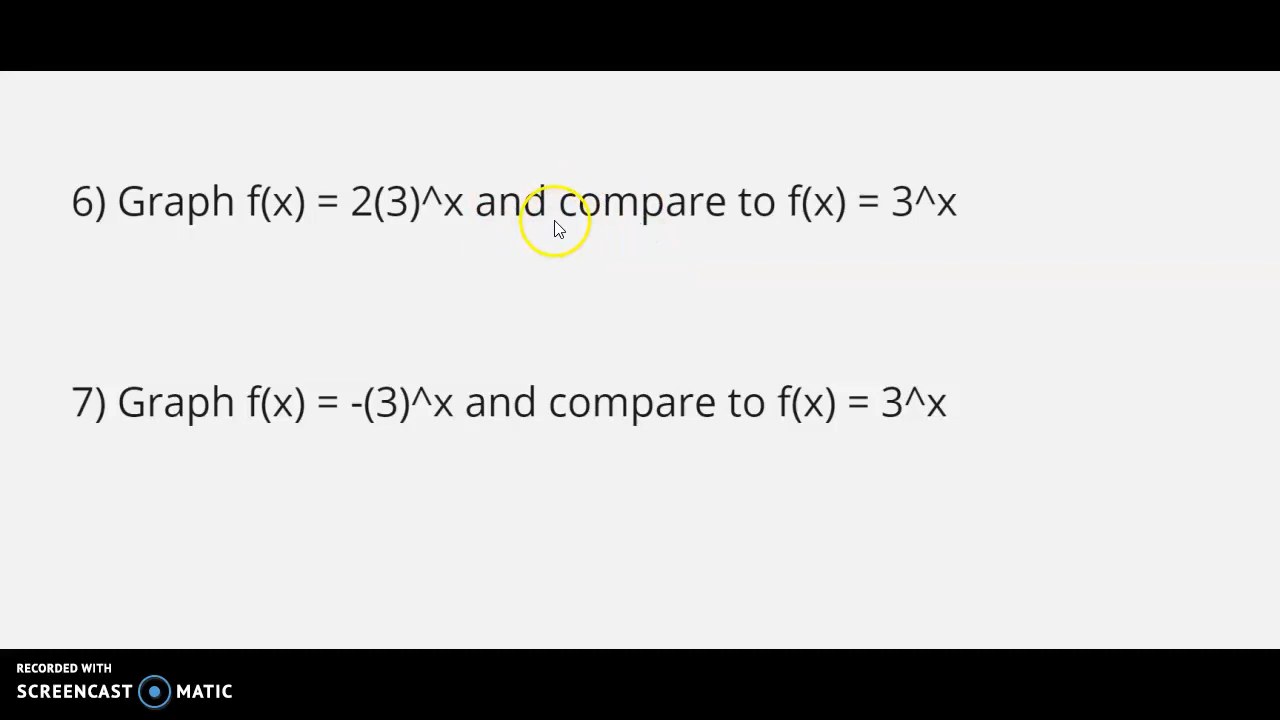 6) Graph f(x) = 2(3)^x and compare to f(x) = 3^x
7) Graph f(x) = -(3)^x and compare to f(x) = 3^x
RECORDED WITH
SCREENCAST MATIC